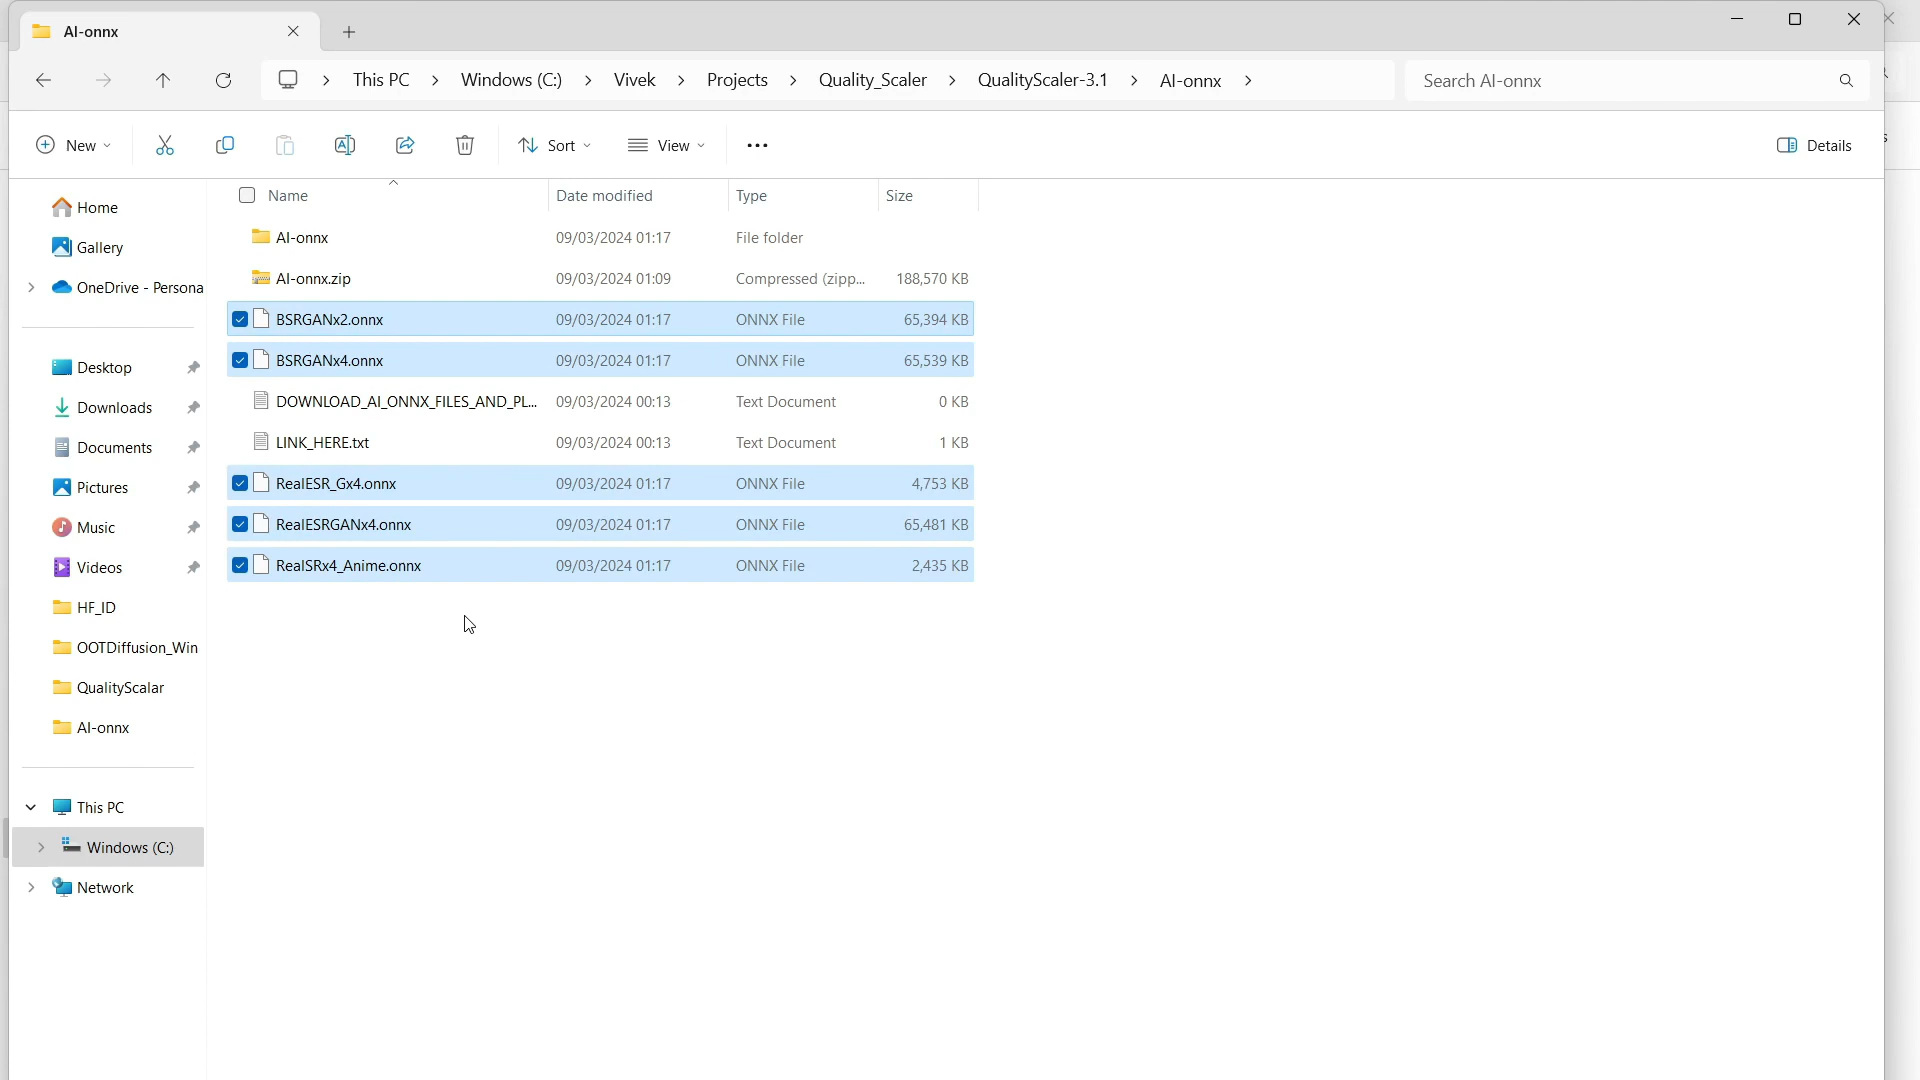 AI-onnx
This PC > Windows (C:) > Vivek > Projects > Quality_Scaler > QualityScaler-3.1 > AI-onnx >
Search AI-onnx
New
Sort
View
Details
Name Date modified Type Size
AI-onnx 09/03/2024 01:17 File folder
AI-onnx.zip 09/03/2024 01:09 Compressed (zipp... 188,570 KB
BSRGANx2.onnx 09/03/2024 01:17 ONNX File 65,394 KB
BSRGANx4.onnx 09/03/2024 01:17 ONNX File 65,539 KB
DOWNLOAD_AI_ONNX_FILES_AND_PL... 09/03/2024 00:13 Text Document 0 KB
LINK_HERE.txt 09/03/2024 00:13 Text Document 1 KB
RealESR_Gx4.onnx 09/03/2024 01:17 ONNX File 4,753 KB
RealESRGANx4.onnx 09/03/2024 01:17 ONNX File 65,481 KB
RealSRx4_Anime.onnx 09/03/2024 01:17 ONNX File 2,435 KB
Home
Gallery
OneDrive - Persona
Desktop
Downloads
Documents
Pictures
Music
Videos
HF_ID
OOTDiffusion_Win
QualityScalar
AI-onnx
This PC
Windows (C:)
Network